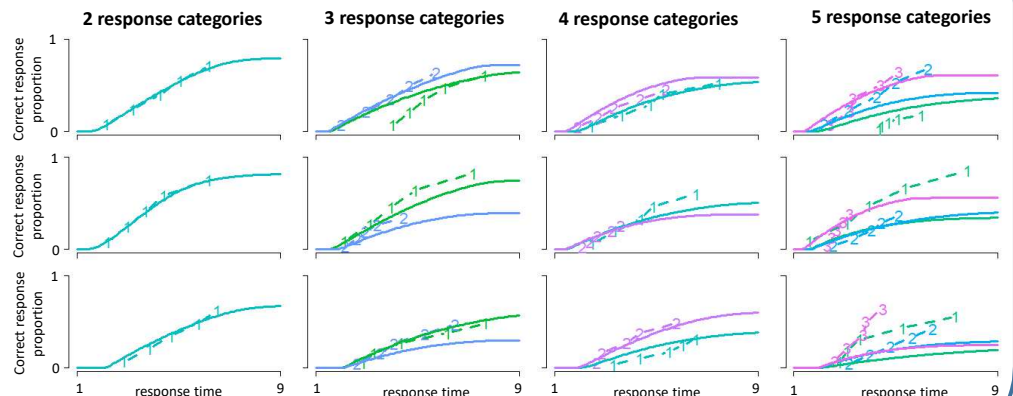 2 response categories
3 response categories
4 response categories
5 response categories
Correct response
proportion
1
0
Correct response
proportion
1
0
Correct response
proportion
1
0
1
9
1
9
1
9
1
9
response time
response time
response time
response time